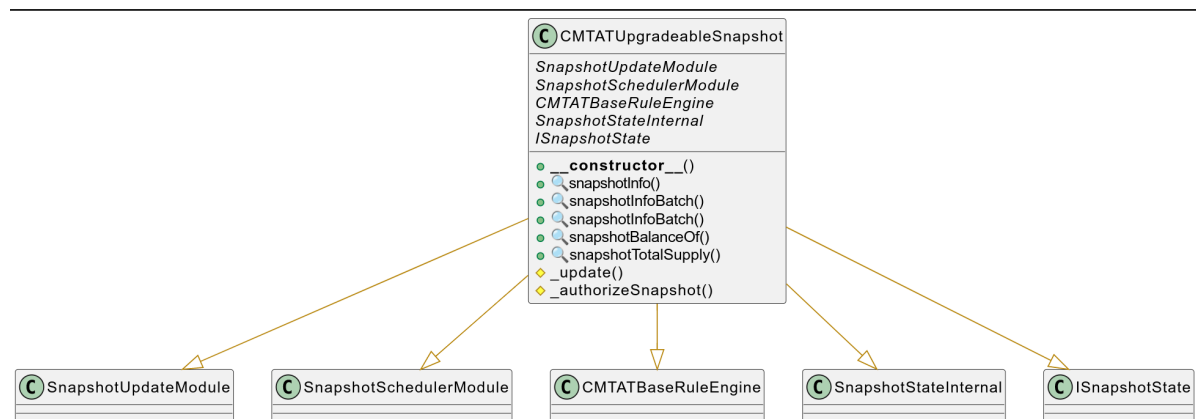 C CMTATUpgradeableSnapshot
SnapshotUpdateModule
SnapshotSchedulerModule
CMTATBaseRuleEngine
SnapshotStateInternal
ISnapshotState
__constructor__()
snapshotInfo()
snapshotInfoBatch()
snapshotInfoBatch()
snapshotBalanceOf()
snapshotTotalSupply()
_update()
_authorizeSnapshot()
C SnapshotUpdateModule
C SnapshotSchedulerModule
C CMTATBaseRuleEngine
C SnapshotStateInternal
C ISnapshotState